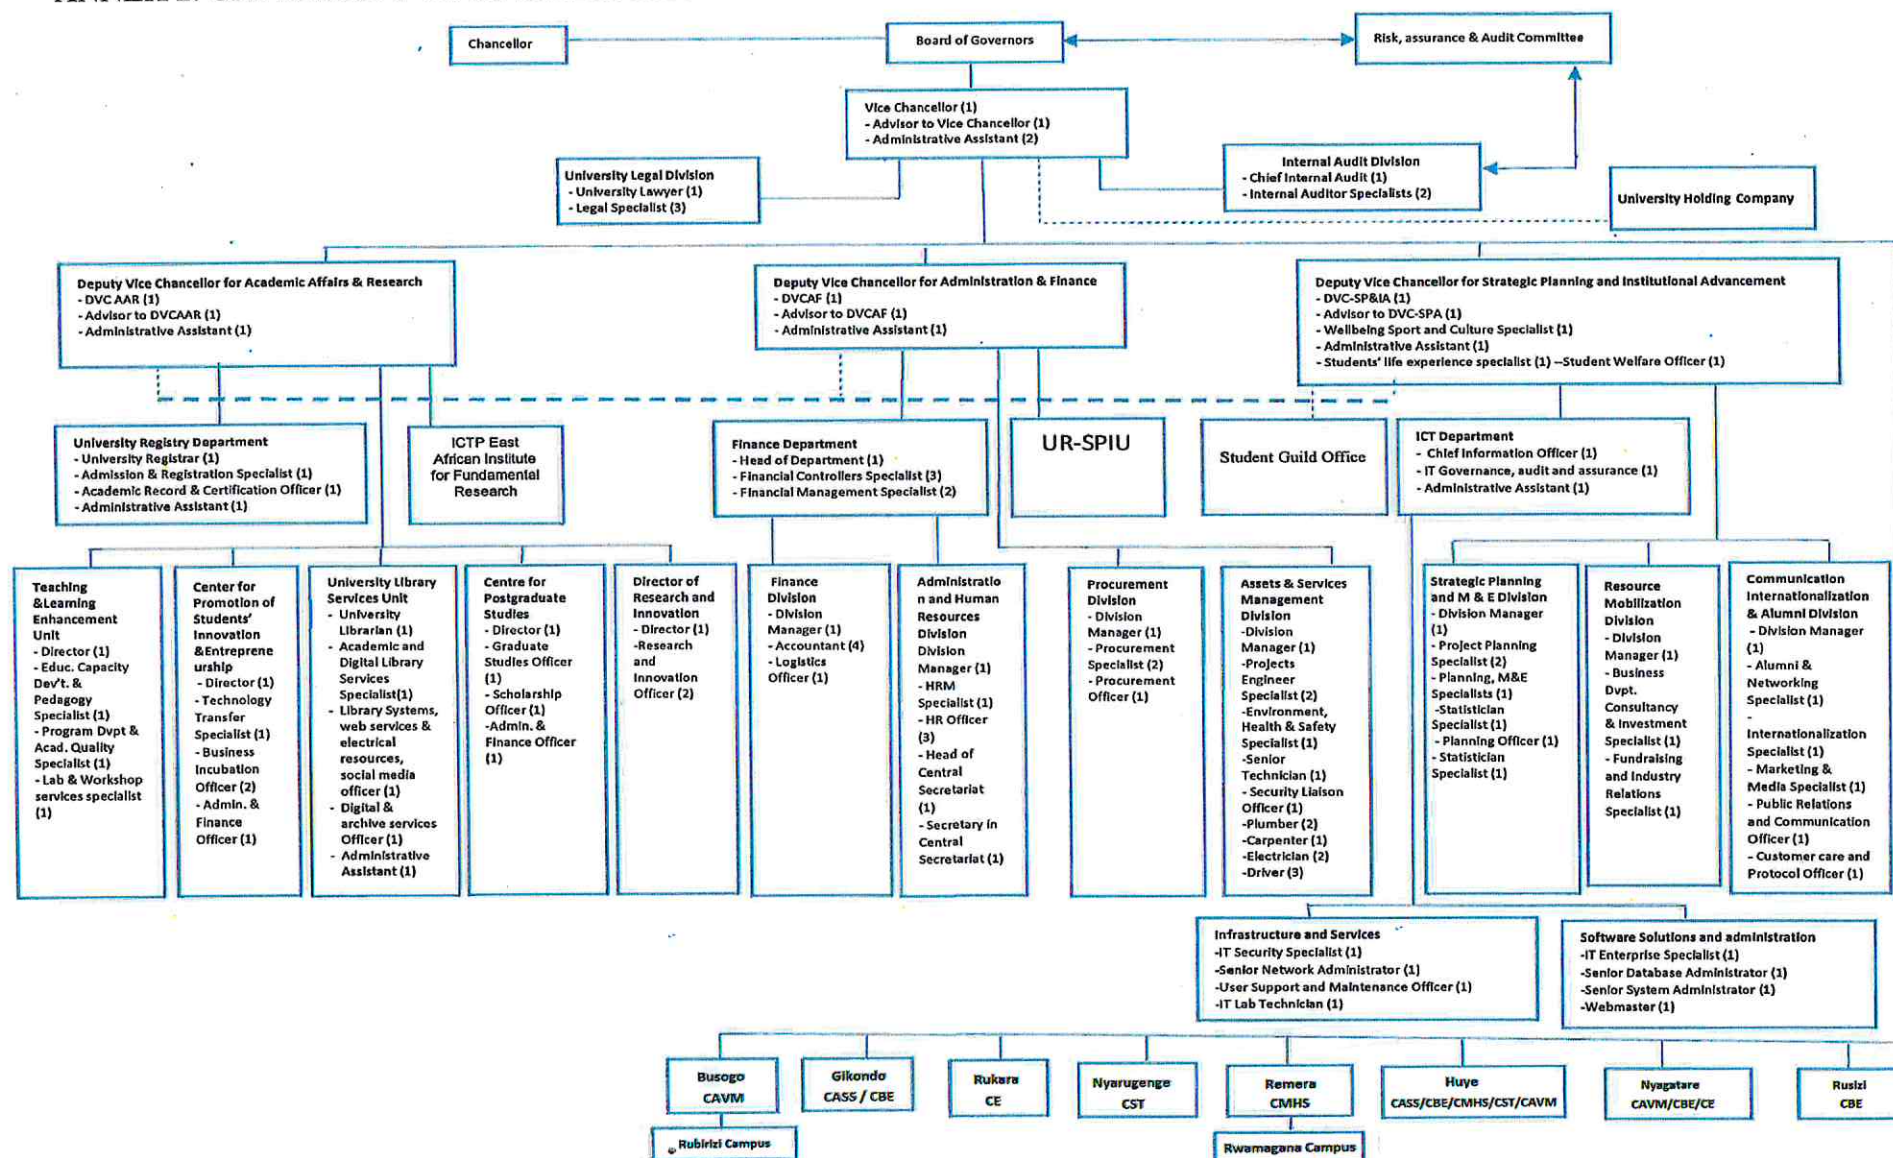 Chancellor
Board of Governors
Risk, assurance & Audit Committee
Vice Chancellor (1)
- Advisor to Vice Chancellor (1)
- Administrative Assistant (2)
University Legal Division
- University Lawyer (1)
- Legal Specialist (3)
Internal Audit Division
- Chief Internal Audit (1)
- Internal Auditor Specialists (2)
University Holding Company
Deputy Vice Chancellor for Academic Affairs & Research
- DVC AAR (1)
- Advisor to DVCAAR (1)
- Administrative Assistant (1)
Deputy Vice Chancellor for Administration & Finance
- DVCAF (1)
- Advisor to DVCAF (1)
- Administrative Assistant (1)
Deputy Vice Chancellor for Strategic Planning and Institutional Advancement
- DVC-SP&IA (1)
- Advisor to DVC-SPA (1)
- Wellbeing Sport and Culture Specialist (1)
- Administrative Assistant (1)
- Students' life experience specialist (1) --Student Welfare Officer (1)
University Registry Department
- University Registrar (1)
- Admission & Registration Specialist (1)
- Academic Record & Certification Officer (1)
- Administrative Assistant (1)
ICTP East
African Institute
for Fundamental
Research
Finance Department
- Head of Department (1)
- Financial Controllers Specialist (3)
- Financial Management Specialist (2)
UR-SPIU
Student Guild Office
ICT Department
- Chief Information Officer (1)
- IT Governance, audit and assurance (1)
- Administrative Assistant (1)
Teaching
&Learning
Enhancement
Unit
- Director (1)
- Educ. Capacity
Dev't. &
Pedagogy
Specialist (1)
- Program Dvpt &
Acad. Quality
Specialist (1)
- Lab & Workshop
services specialist
(1)
Center for
Promotion of
Students'
Innovation
&Entreprene
urship
- Director (1)
- Technology
Transfer
Specialist (1)
- Business
Incubation
Officer (2)
- Admin. &
Finance
Officer (1)
University Library
Services Unit
- University
Librarian (1)
- Academic and
Digital Library
Services
Specialist(1)
- Library Systems,
web services &
electrical
resources,
social media
officer (1)
- Digital &
archive services
Officer (1)
- Administrative
Assistant (1)
Centre for
Postgraduate
Studies
- Director (1)
- Graduate
Studies Officer
(1)
- Scholarship
Officer (1)
-Admin. &
Finance Officer
(1)
Director of
Research and
Innovation
- Director (1)
-Research
and
Innovation
Officer (2)
Finance
Division
- Division
Manager (1)
- Accountant (4)
- Logistics
Officer (1)
Administratio
n and Human
Resources
Division
Division
Manager (1)
- HRM
Specialist (1)
- HR Officer
(3)
- Head of
Central
Secretariat
(1)
- Secretary in
Central
Secretariat (1)
Procurement
Division
- Division
Manager (1)
- Procurement
Specialist (2)
- Procurement
Officer (1)
Assets & Services
Management
Division
-Division
Manager (1)
-Projects
Engineer
Specialist (2)
-Environment,
Health & Safety
Specialist (1)
-Senior
Technician (1)
- Security Liaison
Officer (1)
-Plumber (2)
-Carpenter (1)
-Electrician (2)
-Driver (3)
Strategic Planning
and M & E Division
- Division Manager
(1)
- Project Planning
Specialist (2)
- Planning, M&E
Specialists (1)
-Statistician
Specialist (1)
- Planning Officer (1)
- Statistician
Specialist (1)
Resource
Mobilization
Division
- Division
Manager (1)
- Business
Dvpt.
Consultancy
& Investment
Specialist (1)
- Fundraising
and Industry
Relations
Specialist (1)
Communication
Internationalization
& Alumni Division
- Division Manager
(1)
- Alumni &
Networking
Specialist (1)
-
Internationalization
Specialist (1)
- Marketing &
Media Specialist (1)
- Public Relations
and Communication
Officer (1)
- Customer care and
Protocol Officer (1)
Infrastructure and Services
-IT Security Specialist (1)
-Senior Network Administrator (1)
-User Support and Maintenance Officer (1)
-IT Lab Technician (1)
Software Solutions and administration
-IT Enterprise Specialist (1)
-Senior Database Administrator (1)
-Senior System Administrator (1)
-Webmaster (1)
Busogo
CAVM
Gikondo
CASS / CBE
Rukara
CE
Nyarugenge
CST
Remera
CMHS
Huye
CASS/CBE/CMHS/CST/CAVM
Nyagatare
CAVM/CBE/CE
Rusizi
CBE
Rubirizi Campus
Rwamagana Campus